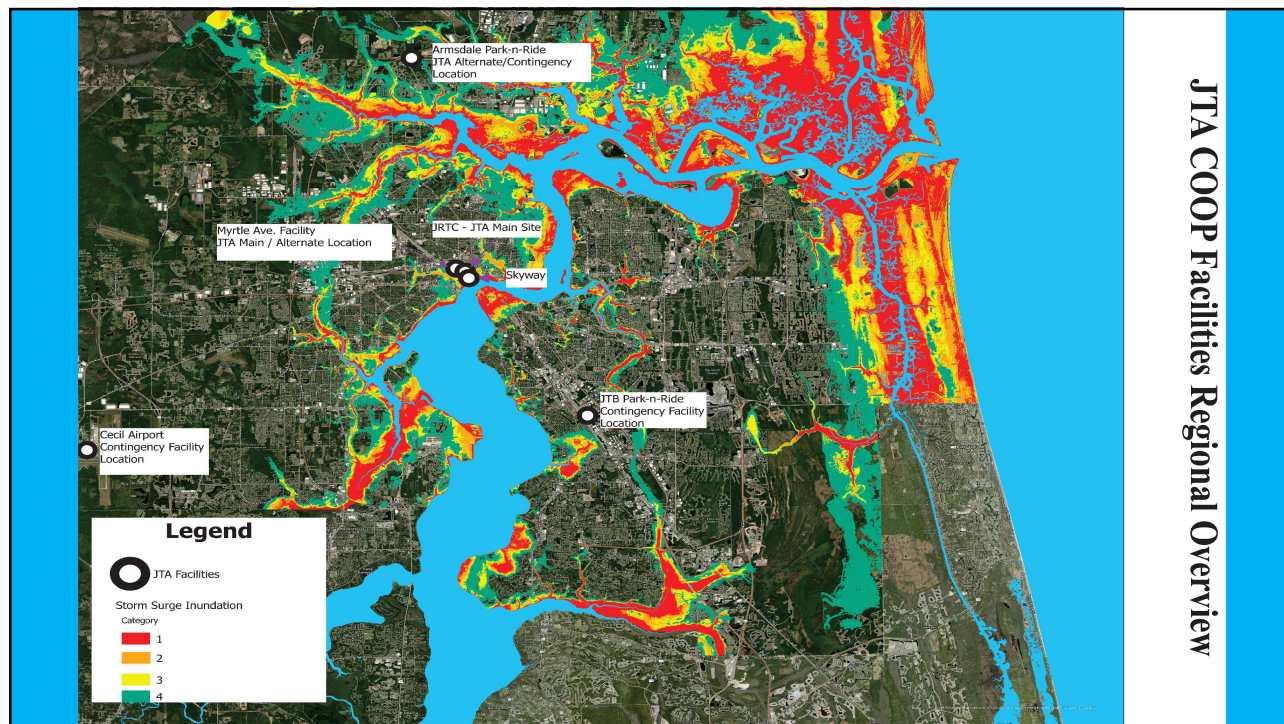 Armsdale Park-n-Ride
JTA Alternate/Contingency
Location
Myrtle Ave. Facility
JTA Main / Alternate Location
JRTC - JTA Main Site
Skyway
JTB Park-n-Ride
Contingency Facility
Location
Cecil Airport
Contingency Facility
Location
Legend
JTA Facilities
Storm Surge Inundation
Category
1
2
3
4
JTA COOP Facilities Regional Overview